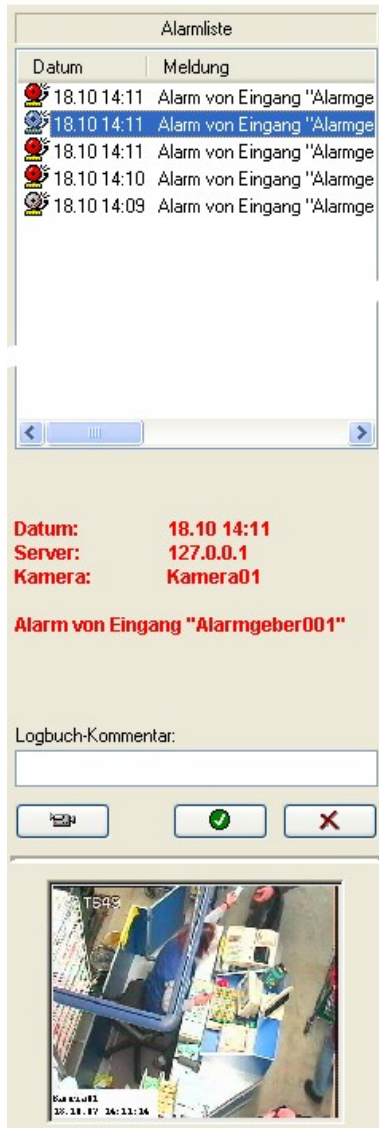 Alarmliste
Datum Meldung
18.10 14:11 Alarm von Eingang "Alarmge
18.10 14:11 Alarm von Eingang "Alarmge
18.10 14:11 Alarm von Eingang "Alarmge
18.10 14:10 Alarm von Eingang "Alarmge
18.10 14:09 Alarm von Eingang "Alarmge
Datum: 18.10 14:11
Server: 127.0.0.1
Kamera: Kamera01
Alarm von Eingang "Alarmgeber001"
Logbuch-Kommentar:
T649
Kamera01
18.10.07 14:11:14